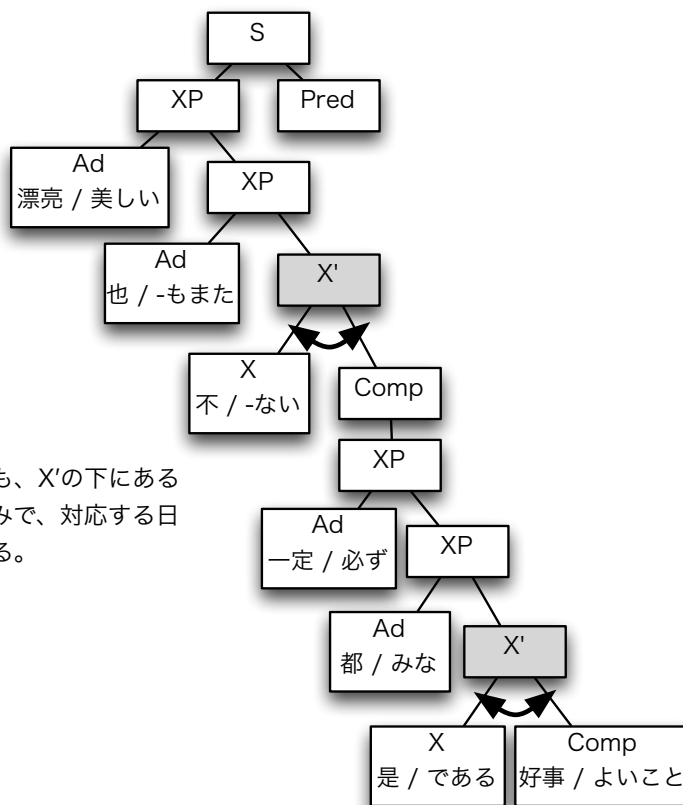 S
XP
Pred
Ad
漂亮 / 美しい
XP
Ad
也 / -もまた
X'
X
不 / -ない
Comp
XP
も、X'の下にある
みで、対応する日
る。
Ad
一定 / 必ず
XP
Ad
都 / みな
X'
X
是 / である
Comp
好事 / よいこと